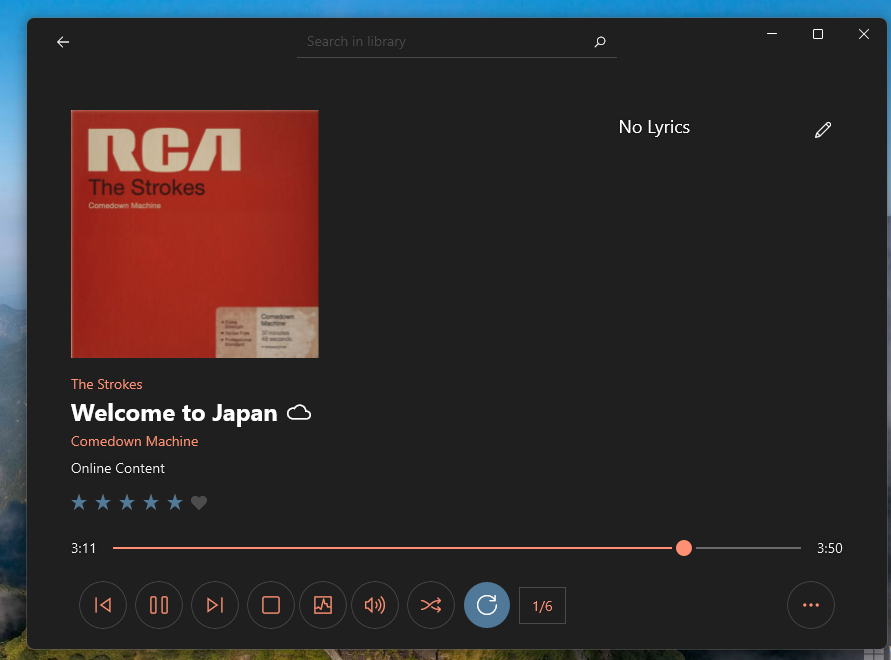 Search in library
No Lyrics
RCA
The Strokes
Comedown Machine
Comedown
Machine
37 minutes
48 seconds
The Strokes
Welcome to Japan
Comedown Machine
Online Content
3:11
3:50
1/6